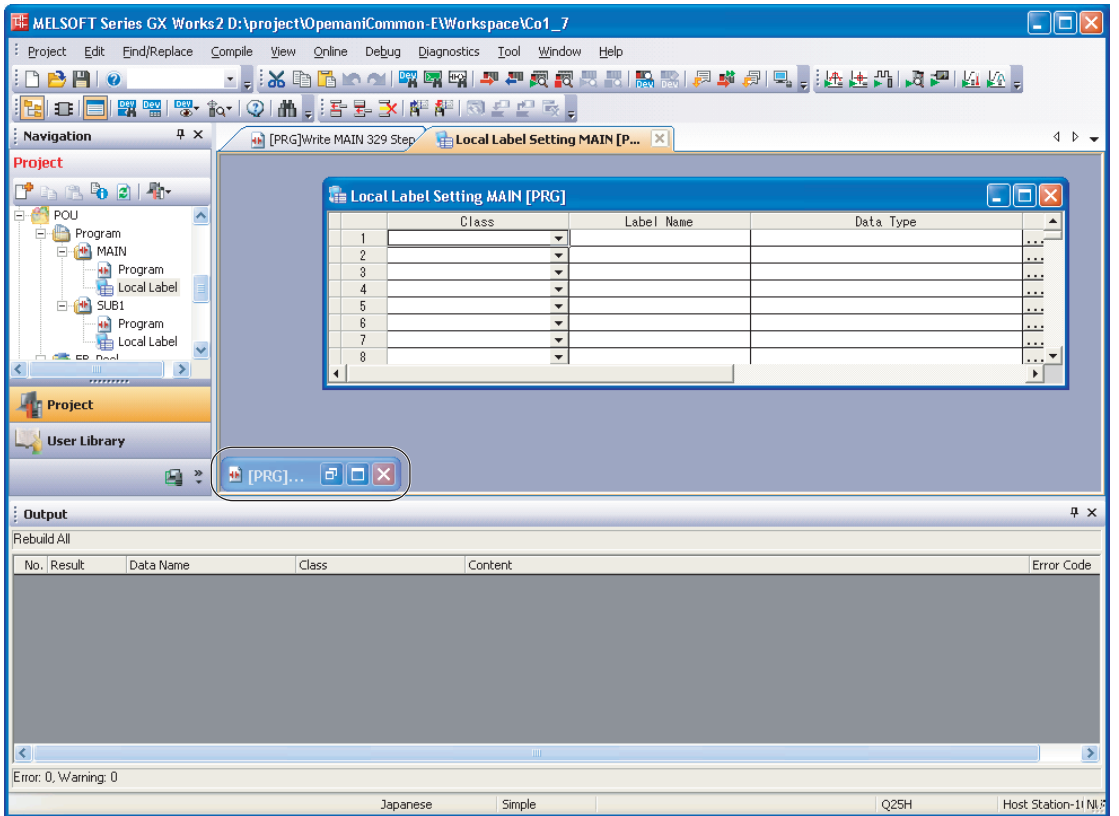 MELSOFT Series GX Works2 D:\project\OpemaniCommon-E\Workspace\Co1_7
Project Edit Find/Replace Compile View Online Debug Diagnostics Tool Window Help
Navigation
[PRG]Write MAIN 329 Step
Local Label Setting MAIN [P...
Project
POU
Program
MAIN
Program
Local Label
SUB1
Program
Local Label
Local Label Setting MAIN [PRG]
Class Label Name Data Type
1
2
3
4
5
6
7
8
Project
User Library
[PRG]...
Output
Rebuild All
No. Result Data Name Class Content Error Code
Error: 0, Warning: 0
Japanese Simple Q25H Host Station-1